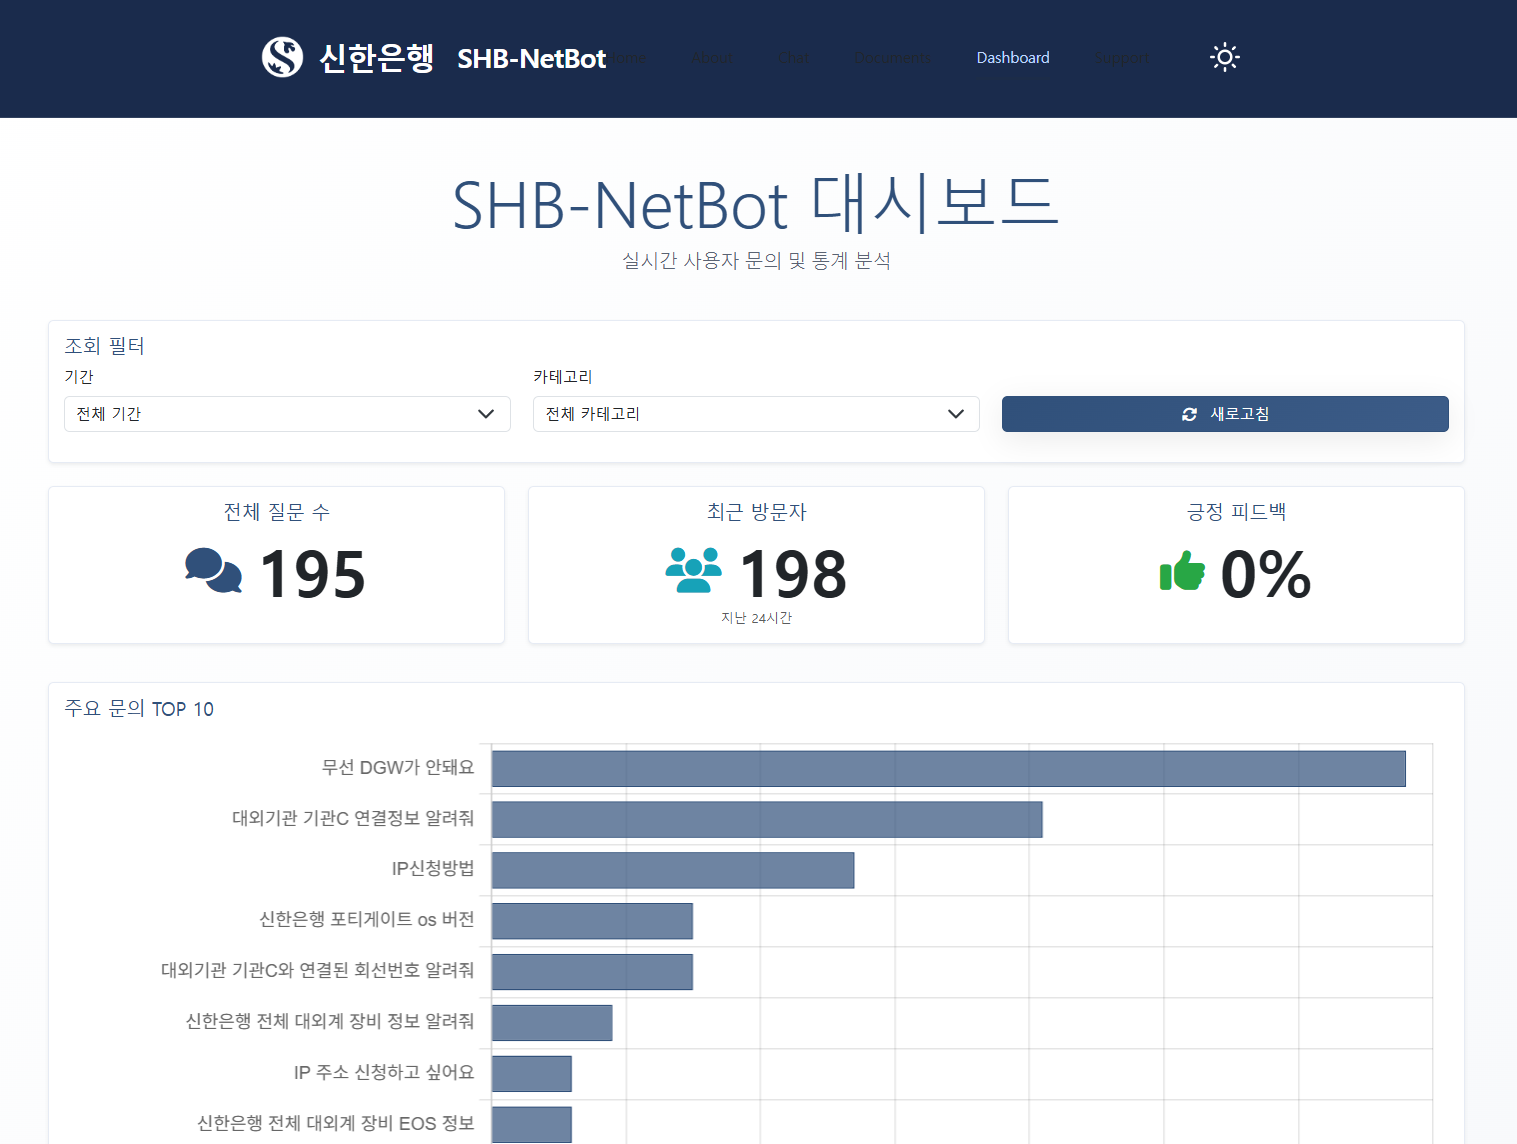 신한은행 SHB-NetBot Home About Chat Documents Dashboard Support
SHB-NetBot 대시보드
실시간 사용자 문의 및 통계 분석
조회 필터
기간 카테고리
전체 기간 전체 카테고리 새로고침
전체 질문 수 최근 방문자 긍정 피드백
195 198 0%
지난 24시간
주요 문의 TOP 10
무선 DGW가 안돼요
대외기관 기관C 연결정보 알려줘
IP신청방법
신한은행 포티게이트 os 버전
대외기관 기관C와 연결된 회선번호 알려줘
신한은행 전체 대외계 장비 정보 알려줘
IP 주소 신청하고 싶어요
신한은행 전체 대외계 장비 EOS 정보